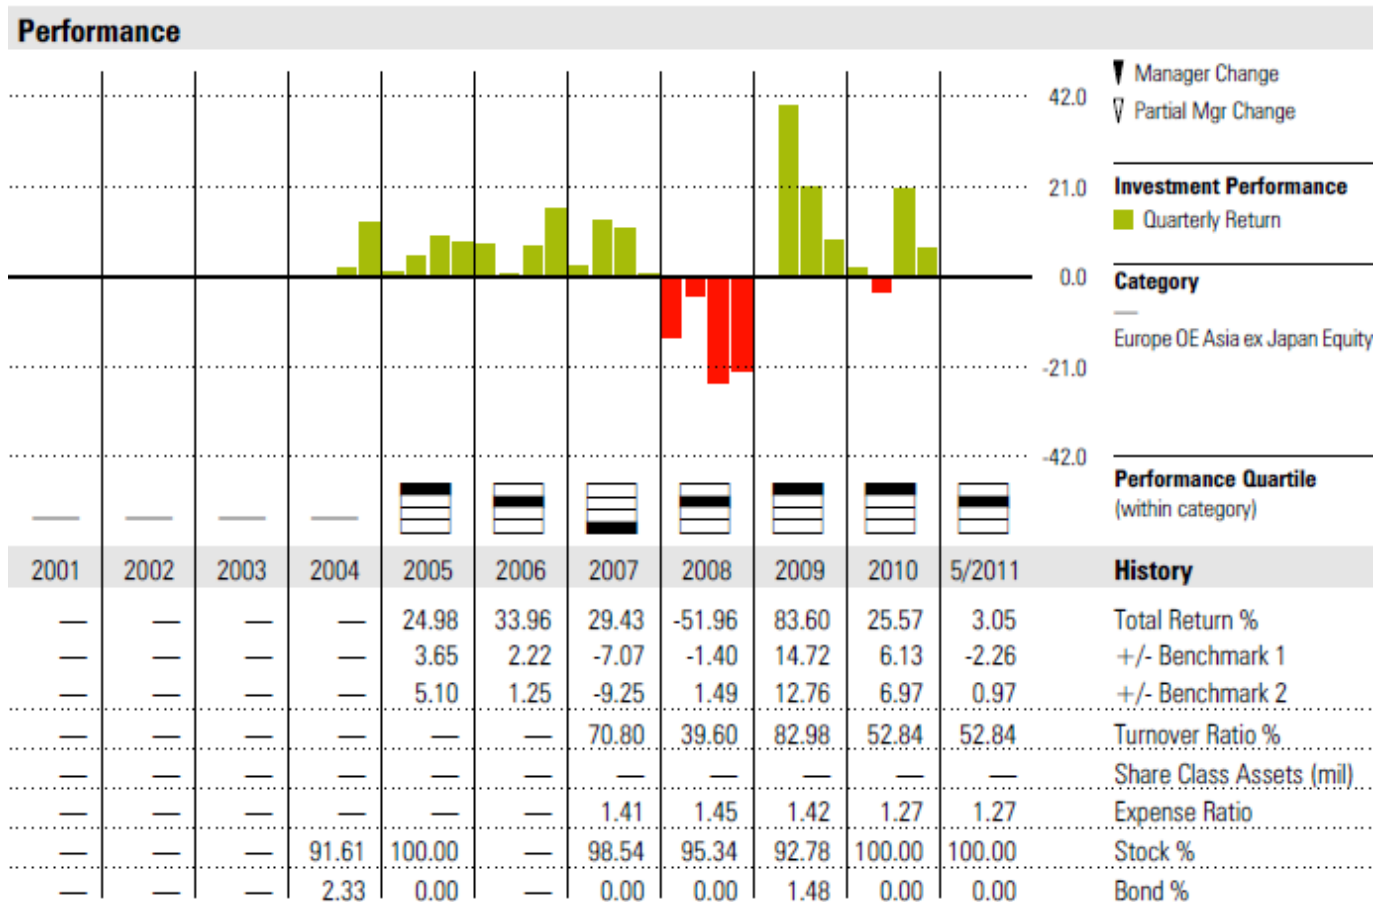 Performance
Manager Change
Partial Mgr Change
42.0
21.0
0.0
-21.0
-42.0
Investment Performance
Quarterly Return
Category
—
Europe OE Asia ex Japan Equity
Performance Quartile
(within category)
— — — —
2001 2002 2003 2004 2005 2006 2007 2008 2009 2010 5/2011 History
— — — — 24.98 33.96 29.43 -51.96 83.60 25.57 3.05 Total Return %
— — — — 3.65 2.22 -7.07 -1.40 14.72 6.13 -2.26 +/- Benchmark 1
— — — — 5.10 1.25 -9.25 1.49 12.76 6.97 0.97 +/- Benchmark 2
— — — — — — 70.80 39.60 82.98 52.84 52.84 Turnover Ratio %
— — — — — — — — — — — Share Class Assets (mil)
— — — — — — 1.41 1.45 1.42 1.27 1.27 Expense Ratio
— — — 91.61 100.00 — 98.54 95.34 92.78 100.00 100.00 Stock %
— — — 2.33 0.00 — 0.00 0.00 1.48 0.00 0.00 Bond %